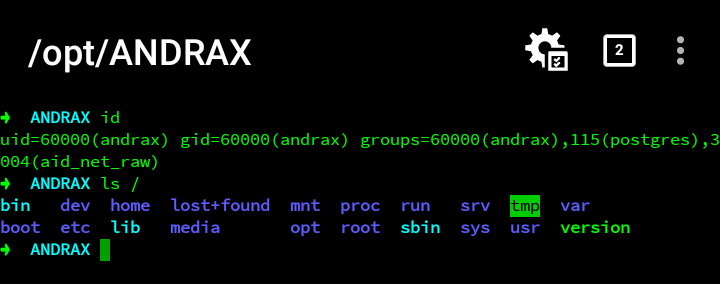 /opt/ANDRAX
2
➜ ANDRAX id
uid=60000(andrax) gid=60000(andrax) groups=60000(andrax),115(postgres),3
004(aid_net_raw)
➜ ANDRAX ls /
bin dev home lost+found mnt proc run srv tmp var
boot etc lib media opt root sbin sys usr version
➜ ANDRAX